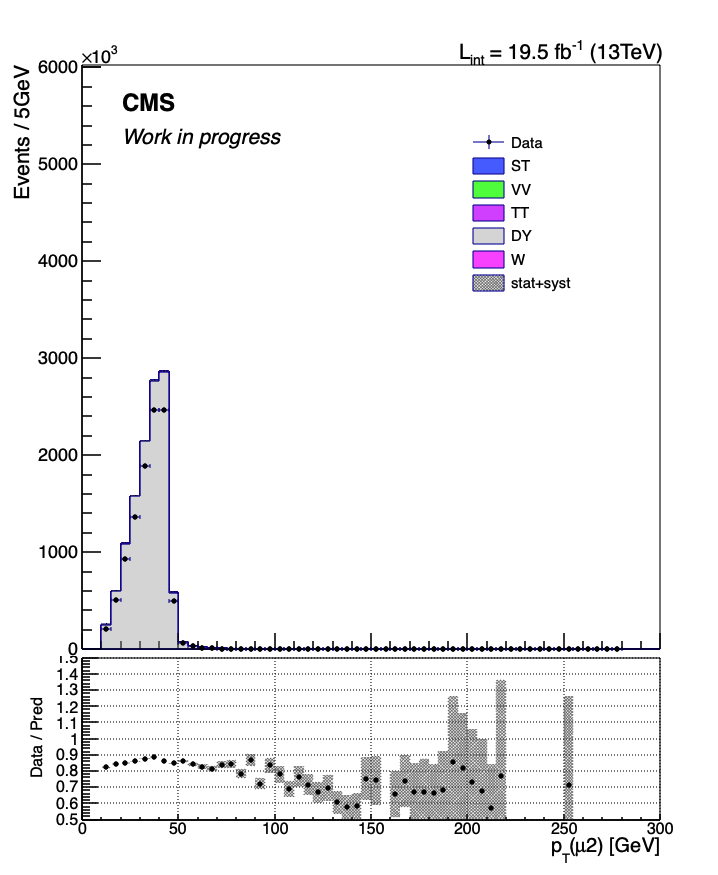 ×10³
L_int = 19.5 fb⁻¹ (13TeV)
Events / 5GeV
6000
5000
4000
3000
2000
1000
0
CMS
Work in progress
Data
ST
VV
TT
DY
W
stat+syst
Data / Pred
1.5
1.4
1.3
1.2
1.1
1
0.9
0.8
0.7
0.6
0.5
0 50 100 150 200 250 300
p_T(μ2) [GeV]